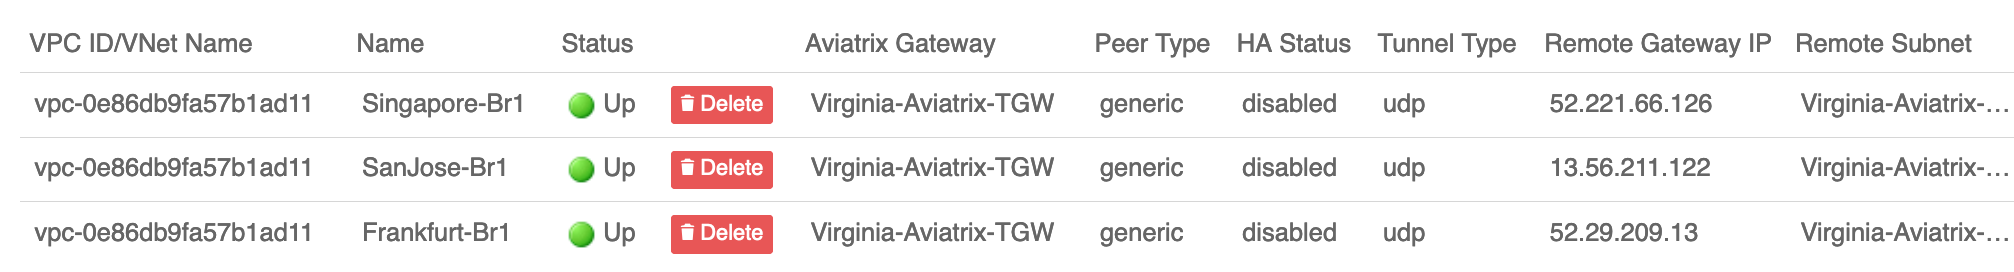 VPC ID/VNet Name Name Status Aviatrix Gateway Peer Type HA Status Tunnel Type Remote Gateway IP Remote Subnet
vpc-0e86db9fa57b1ad11 Singapore-Br1 Up Delete Virginia-Aviatrix-TGW generic disabled udp 52.221.66.126 Virginia-Aviatrix-...
vpc-0e86db9fa57b1ad11 SanJose-Br1 Up Delete Virginia-Aviatrix-TGW generic disabled udp 13.56.211.122 Virginia-Aviatrix-...
vpc-0e86db9fa57b1ad11 Frankfurt-Br1 Up Delete Virginia-Aviatrix-TGW generic disabled udp 52.29.209.13 Virginia-Aviatrix-...